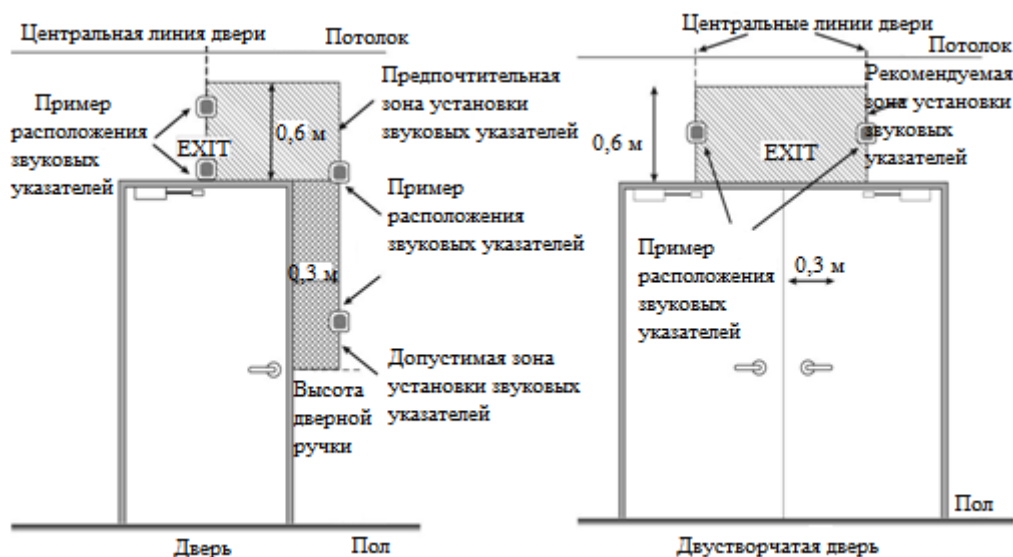 Центральная линия двери
Потолок
Пример
расположения
звуковых
указателей
EXIT
0,6 м
Предпочтительная
зона установки
звуковых указателей
Пример
расположения
звуковых указателей
0,3 м
Допустимая зона
установки звуковых
указателей
Высота
дверной
ручки
Дверь
Пол
Центральные линии двери
Потолок
Рекомендуемая
зона установки
звуковых
указателей
0,6 м
EXIT
Пример
расположения
звуковых
указателей
0,3 м
Пол
Двустворчатая дверь